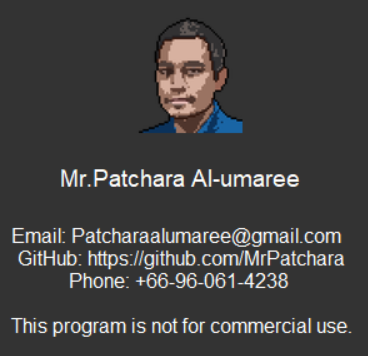 Mr.Patchara Al-umaree
Email: Patcharaalumaree@gmail.com
GitHub: https://github.com/MrPatchara
Phone: +66-96-061-4238
This program is not for commercial use.